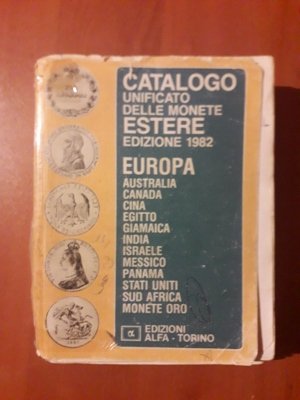 CATALOGO
UNIFICATO
DELLE MONETE
ESTERE
EDIZIONE 1982
EUROPA
AUSTRALIA
CANADA
CINA
EGITTO
GIAMAICA
INDIA
ISRAELE
MESSICO
PANAMA
STATI UNITI
SUD AFRICA
MONETE ORO
α EDIZIONI
ALFA - TORINO